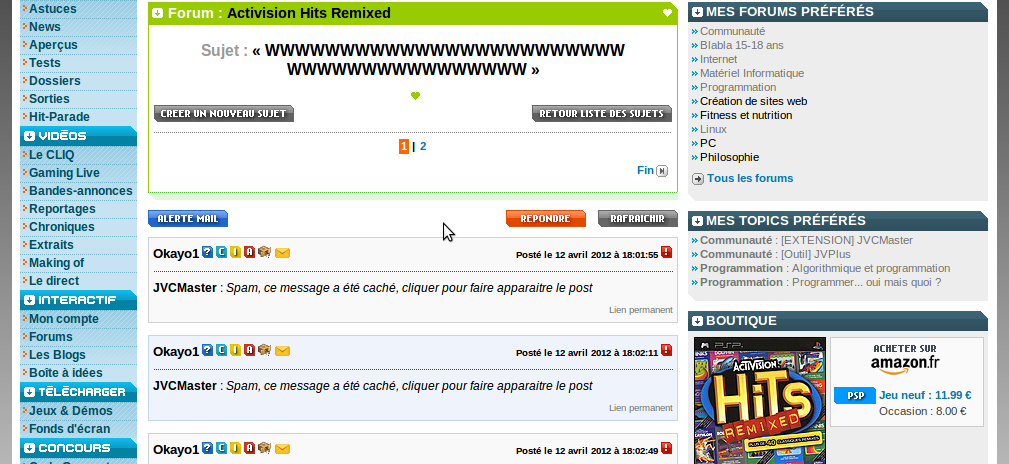 Astuces
News
Aperçus
Tests
Dossiers
Sorties
Hit-Parade
VIDÉOS
Le CLIQ
Gaming Live
Bandes-annonces
Reportages
Chroniques
Extraits
Making of
Le direct
INTERACTIF
Mon compte
Forums
Les Blogs
Boîte à idées
TÉLÉCHARGER
Jeux & Démos
Fonds d'écran
CONCOURS
Forum : Activision Hits Remixed
Sujet : « WWWWWWWWWWWWWWWWWWWWWWWW
WWWWWWWWWWWWWWWW »
CREER UN NOUVEAU SUJET
RETOUR LISTE DES SUJETS
1 | 2
Fin
ALERTE MAIL
REPONDRE
RAFRAICHIR
Okayo1 Posté le 12 avril 2012 à 18:01:55
JVCMaster : Spam, ce message a été caché, cliquer pour faire apparaitre le post
Lien permanent
Okayo1 Posté le 12 avril 2012 à 18:02:11
JVCMaster : Spam, ce message a été caché, cliquer pour faire apparaitre le post
Lien permanent
Okayo1 Posté le 12 avril 2012 à 18:02:49
MES FORUMS PRÉFÉRÉS
Communauté
Blabla 15-18 ans
Internet
Matériel Informatique
Programmation
Création de sites web
Fitness et nutrition
Linux
PC
Philosophie
Tous les forums
MES TOPICS PRÉFÉRÉS
Communauté : [EXTENSION] JVCMaster
Communauté : [Outil] JVPlus
Programmation : Algorithmique et programmation
Programmation : Programmer... oui mais quoi ?
BOUTIQUE
PSP
ACTIVISION
HITS
REMIXED
PLUS DE 40 CLASSIQUES REMIXÉS
ACHETER SUR
amazon.fr
PSP Jeu neuf : 11.99 €
Occasion : 8.00 €